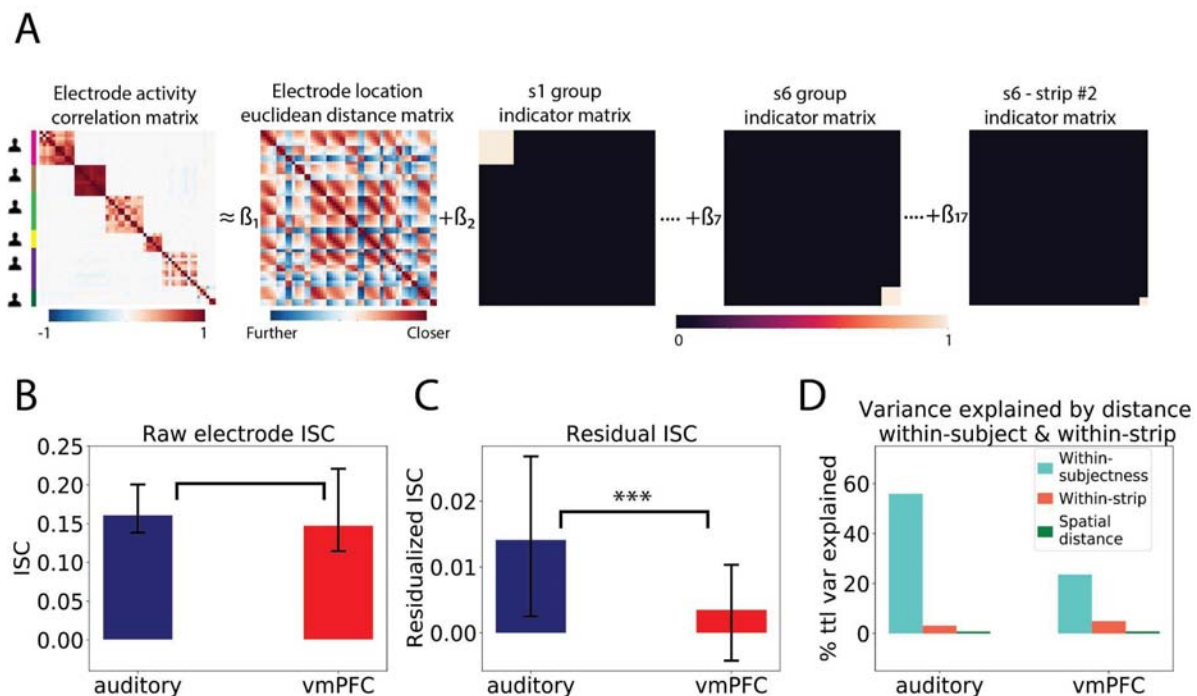 A
Electrode activity
correlation matrix
Electrode location
euclidean distance matrix
s1 group
indicator matrix
s6 group
indicator matrix
s6 - strip #2
indicator matrix
≈ ß1
+ß2
.... +ß7
.... +ß17
-1
1
Further
Closer
0
1
B
Raw electrode ISC
ISC
0.25
0.20
0.15
0.10
0.05
0.00
auditory
vmPFC
C
Residual ISC
***
Residualized ISC
0.02
0.01
0.00
auditory
vmPFC
D
Variance explained by distance
within-subject & within-strip
% ttl var explained
60
40
20
0
Within-
subjectness
Within-strip
Spatial
distance
auditory
vmPFC